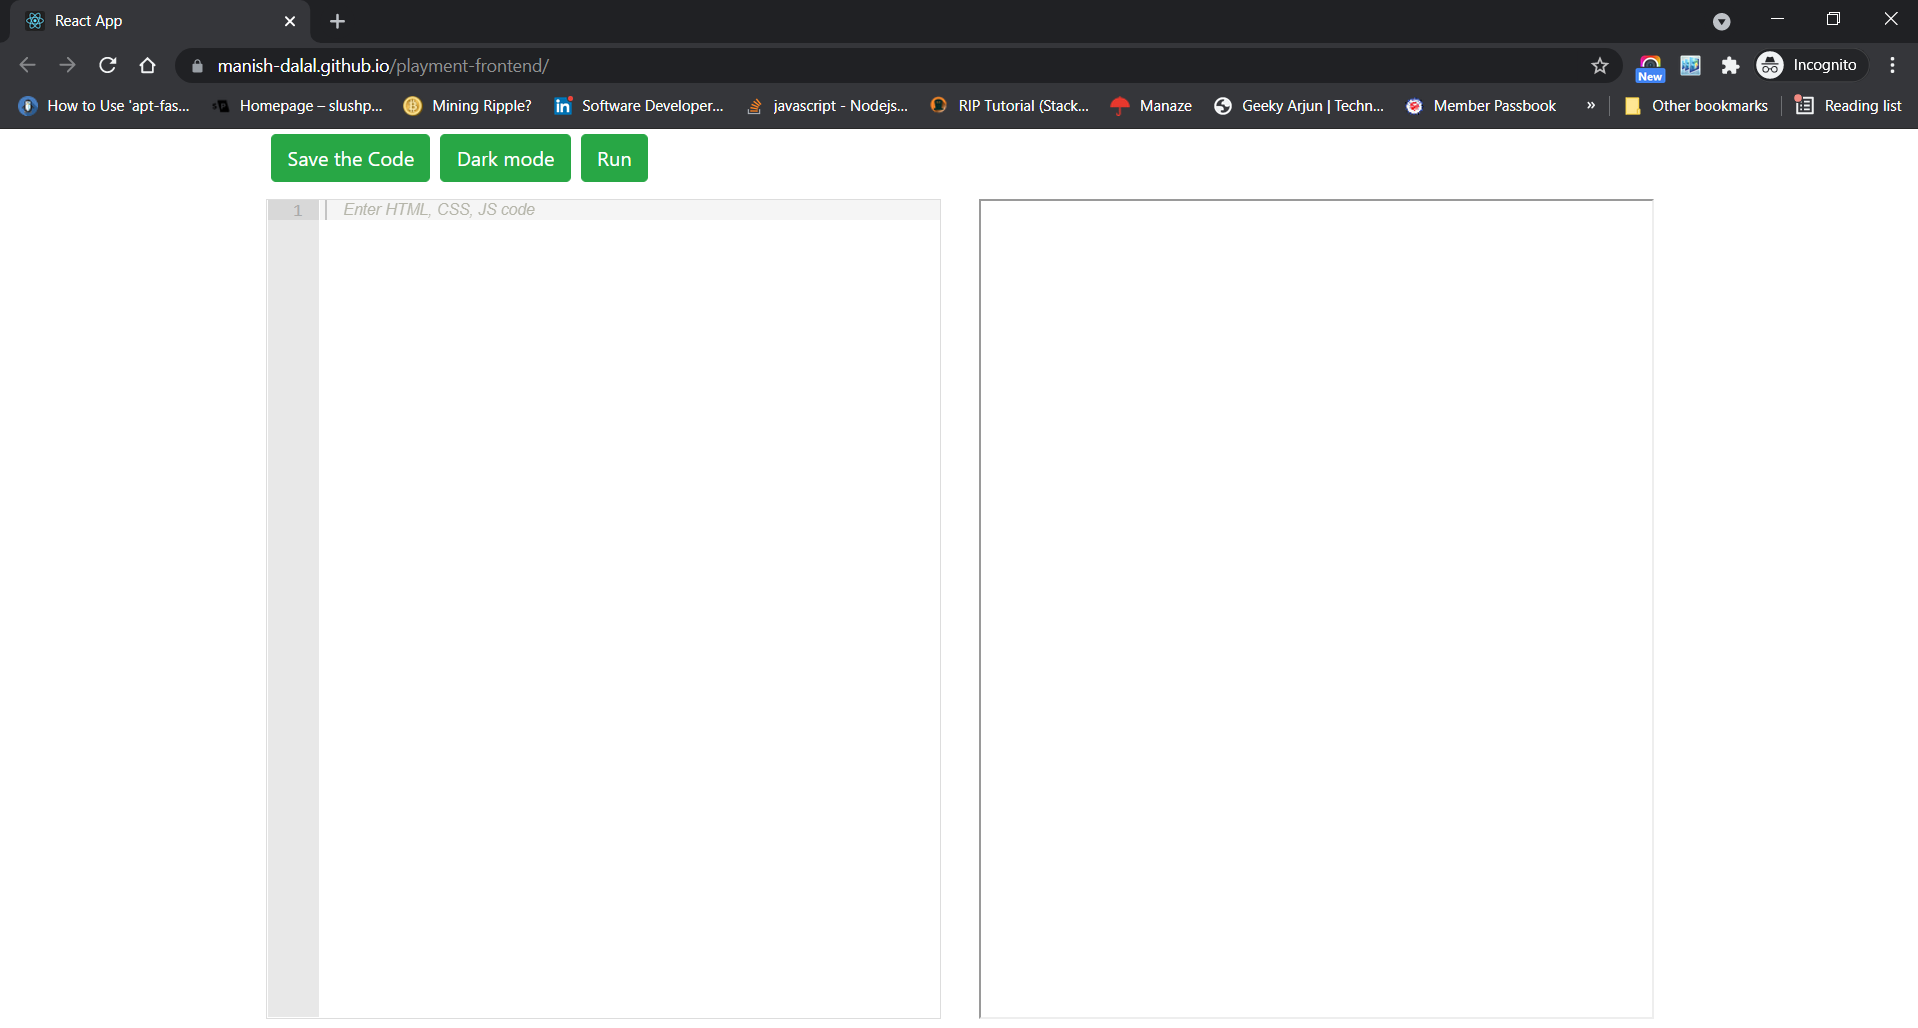 React App
manish-dalal.github.io/playment-frontend/
New
Incognito
How to Use 'apt-fas... Homepage – slushp... Mining Ripple? Software Developer... javascript - Nodejs... RIP Tutorial (Stack... Manaze Geeky Arjun | Techn... Member Passbook » Other bookmarks Reading list
Save the Code Dark mode Run
1 Enter HTML, CSS, JS code